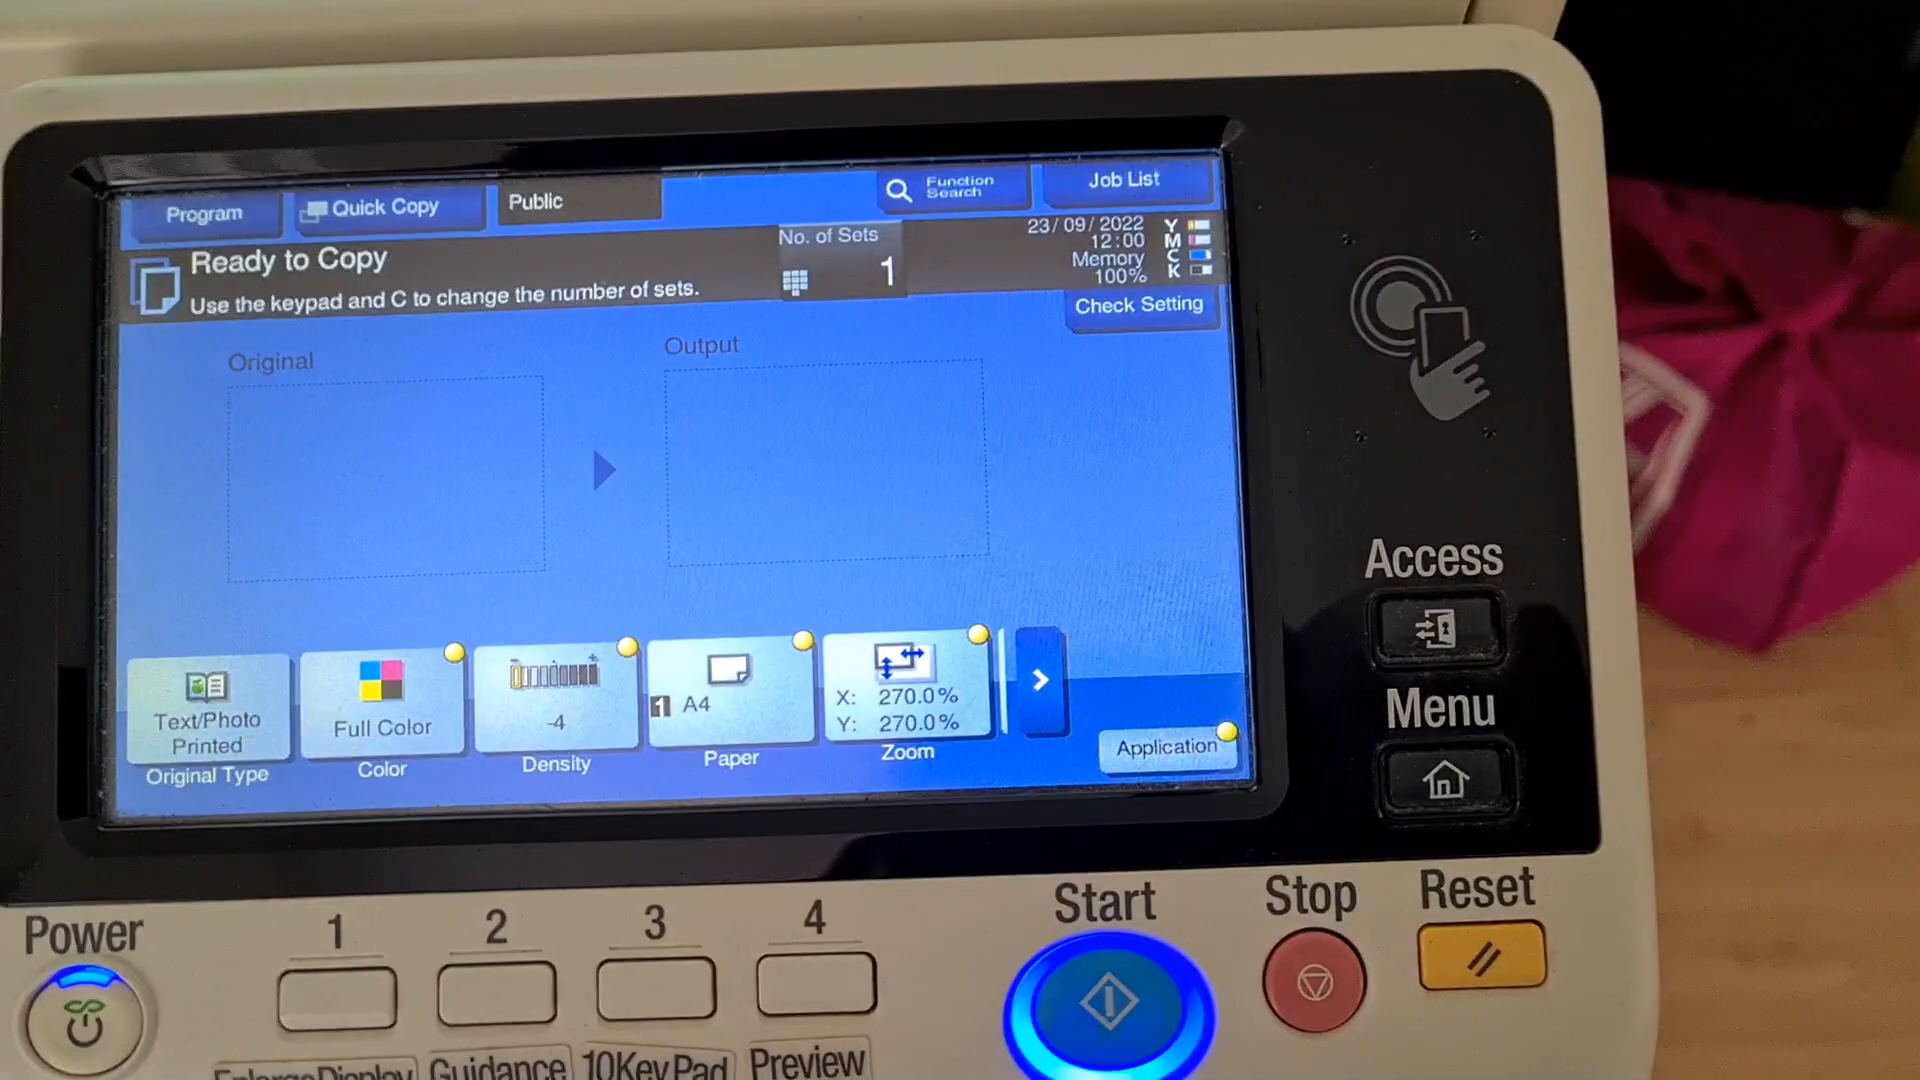 Program
Quick Copy
Public
Function
Search
Job List
Ready to Copy
Use the keypad and C to change the number of sets.
No. of Sets
1
23/09/2022
12:00
Memory
100%
Y
M
C
K
Check Setting
Original
Output
Text/Photo
Printed
Original Type
Full Color
Color
-4
Density
1 A4
Paper
X: 270.0%
Y: 270.0%
Zoom
Application
Access
Menu
Power
1
2
3
4
Start
Stop
Reset
Enlarge Display
Guidance
10KeyPad
Preview